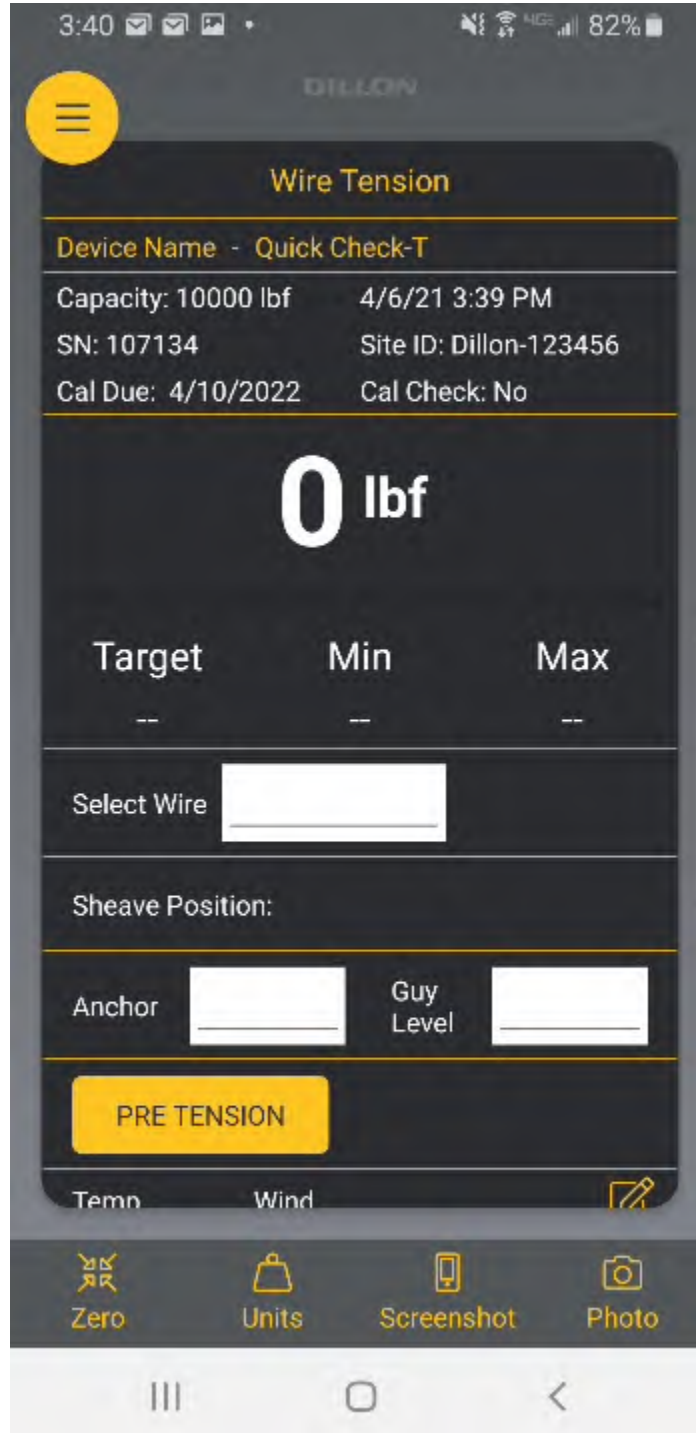 3:40 82%
DILLON
Wire Tension
Device Name - Quick Check-T
Capacity: 10000 lbf 4/6/21 3:39 PM
SN: 107134 Site ID: Dillon-123456
Cal Due: 4/10/2022 Cal Check: No
0 lbf
Target Min Max
-- -- --
Select Wire
Sheave Position:
Anchor Guy
Level
PRE TENSION
Temp Wind
Zero Units Screenshot Photo